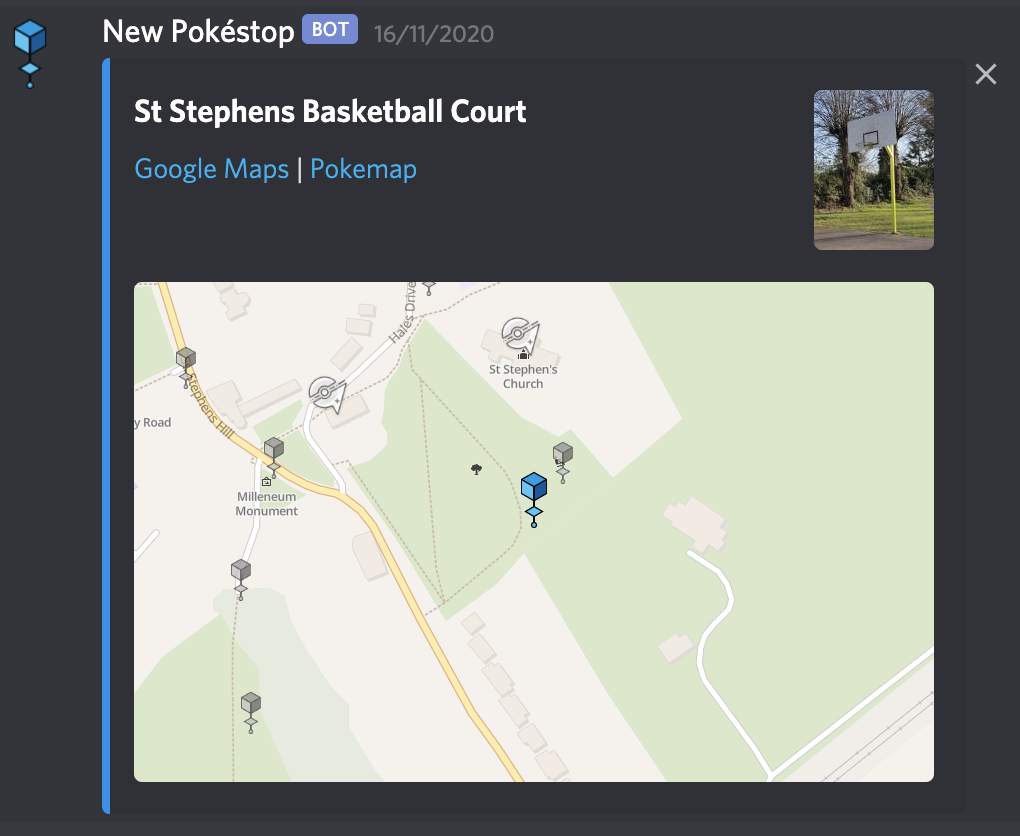 New Pokéstop BOT 16/11/2020
St Stephens Basketball Court
Google Maps | Pokemap
Hales Drive
St Stephen's
Church
Stephens Hill
y Road
Milleneum
Monument